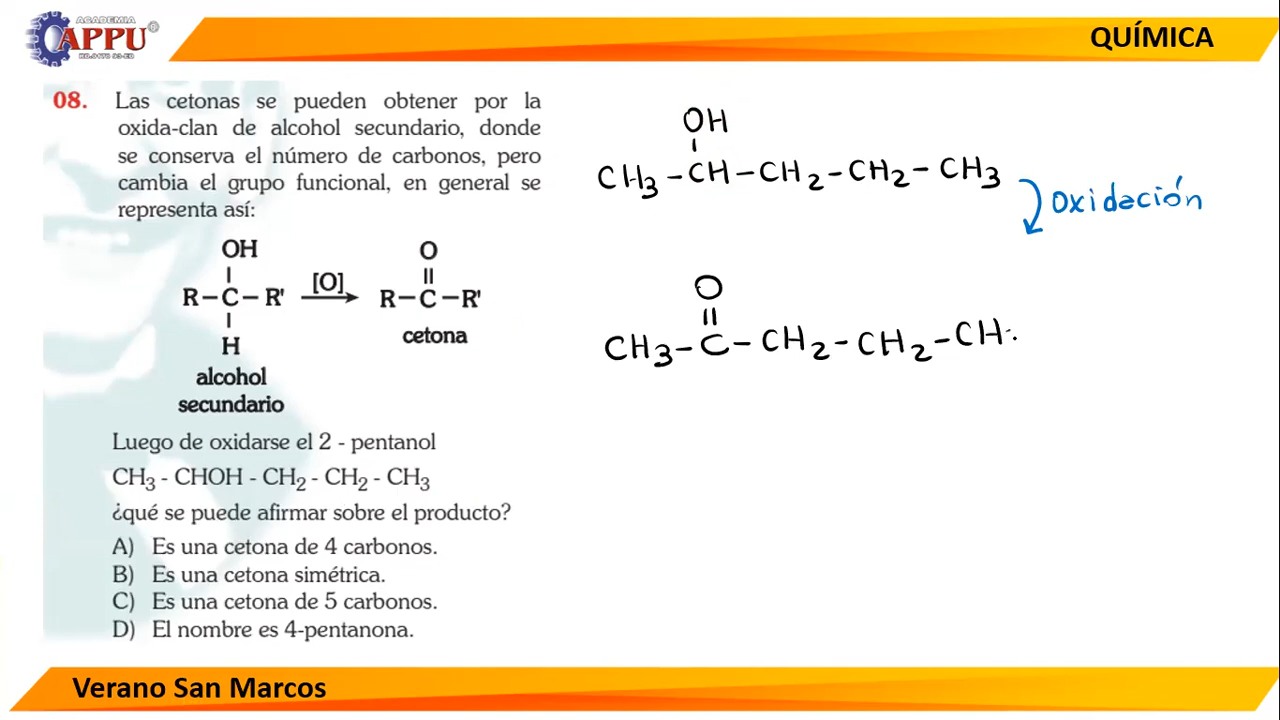 ACADEMIA
CAPPU®
QUÍMICA
08. Las cetonas se pueden obtener por la
oxida-clan de alcohol secundario, donde
se conserva el número de carbonos, pero
cambia el grupo funcional, en general se
representa así:
OH
R-C-R'
H
alcohol
secundario
[O]
O
R-C-R'
cetona
Luego de oxidarse el 2 - pentanol
CH3 - CHOH - CH2 - CH2 - CH3
¿qué se puede afirmar sobre el producto?
A) Es una cetona de 4 carbonos.
B) Es una cetona simétrica.
C) Es una cetona de 5 carbonos.
D) El nombre es 4-pentanona.
OH
CH3-CH-CH2-CH2-CH3
Oxidación
O
CH3-C-CH2-CH2-CH
Verano San Marcos